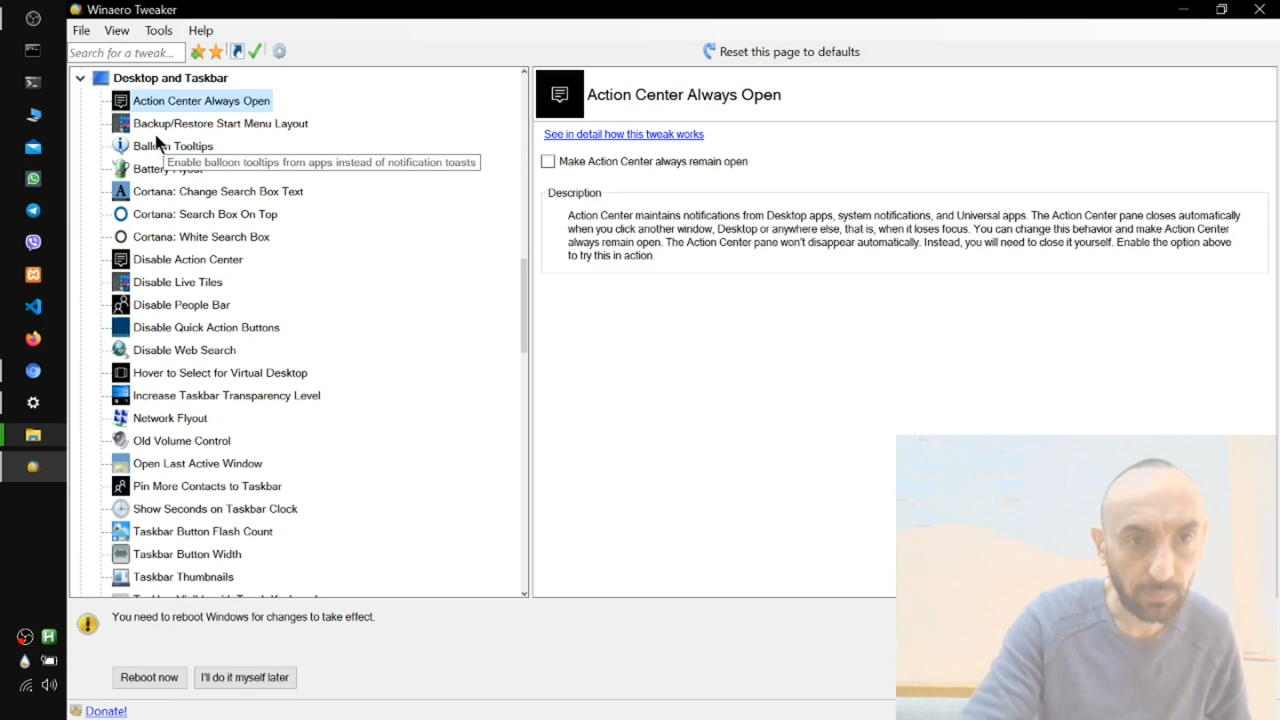 Winaero Tweaker
File View Tools Help
Search for a tweak...
Reset this page to defaults
Desktop and Taskbar
Action Center Always Open
Backup/Restore Start Menu Layout
Balloon Tooltips
Enable balloon tooltips from apps instead of notification toasts
Cortana: Change Search Box Text
Cortana: Search Box On Top
Cortana: White Search Box
Disable Action Center
Disable Live Tiles
Disable People Bar
Disable Quick Action Buttons
Disable Web Search
Hover to Select for Virtual Desktop
Increase Taskbar Transparency Level
Network Flyout
Old Volume Control
Open Last Active Window
Pin More Contacts to Taskbar
Show Seconds on Taskbar Clock
Taskbar Button Flash Count
Taskbar Button Width
Taskbar Thumbnails
Action Center Always Open
See in detail how this tweak works
Make Action Center always remain open
Description
Action Center maintains notifications from Desktop apps, system notifications, and Universal apps. The Action Center pane closes automatically
when you click another window, Desktop or anywhere else, that is, when it loses focus. You can change this behavior and make Action Center
always remain open. The Action Center pane won't disappear automatically. Instead, you will need to close it yourself. Enable the option above
to try this in action.
You need to reboot Windows for changes to take effect.
Reboot now I'll do it myself later
Donate!